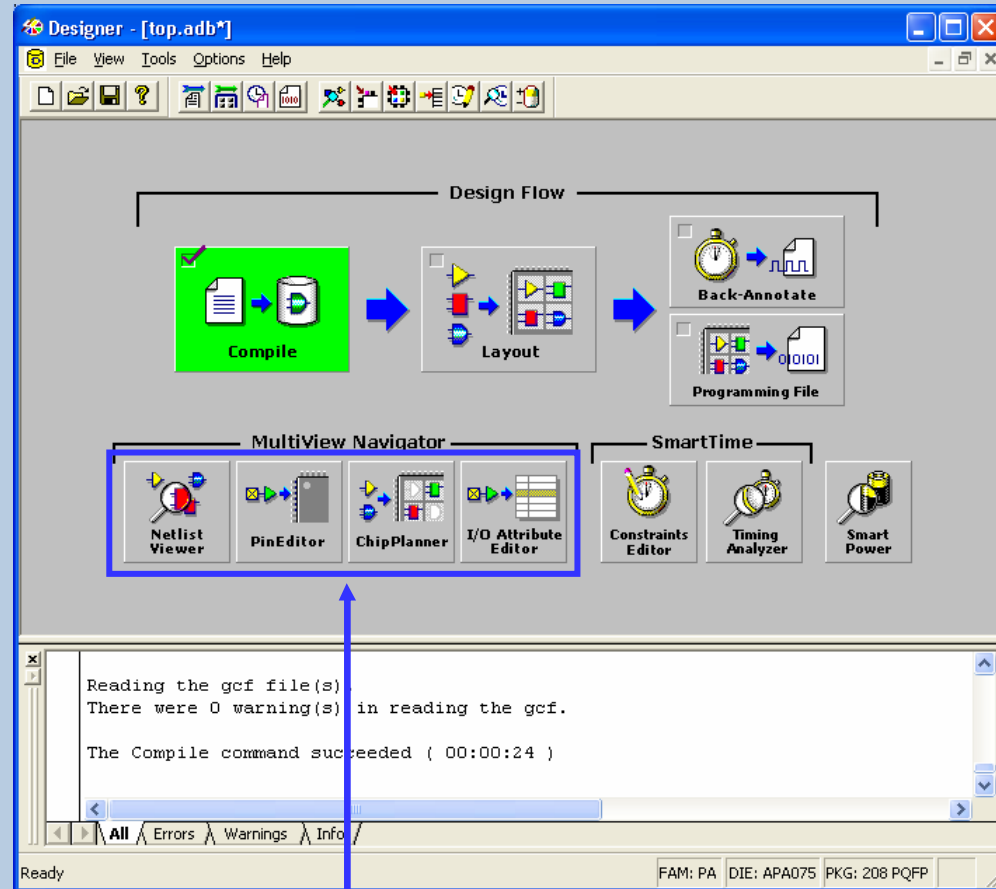 Designer - [top.adb*]
File View Tools Options Help
Design Flow
Compile
Layout
Back-Annotate
010101
Programming File
MultiView Navigator
SmartTime
Netlist Viewer
PinEditor
ChipPlanner
I/O Attribute Editor
Constraints Editor
Timing Analyzer
Smart Power
Reading the gcf file(s).
There were 0 warning(s) in reading the gcf.
The Compile command succeeded ( 00:00:24 )
All Errors Warnings Info
Ready
FAM: PA DIE: APA075 PKG: 208 PQFP